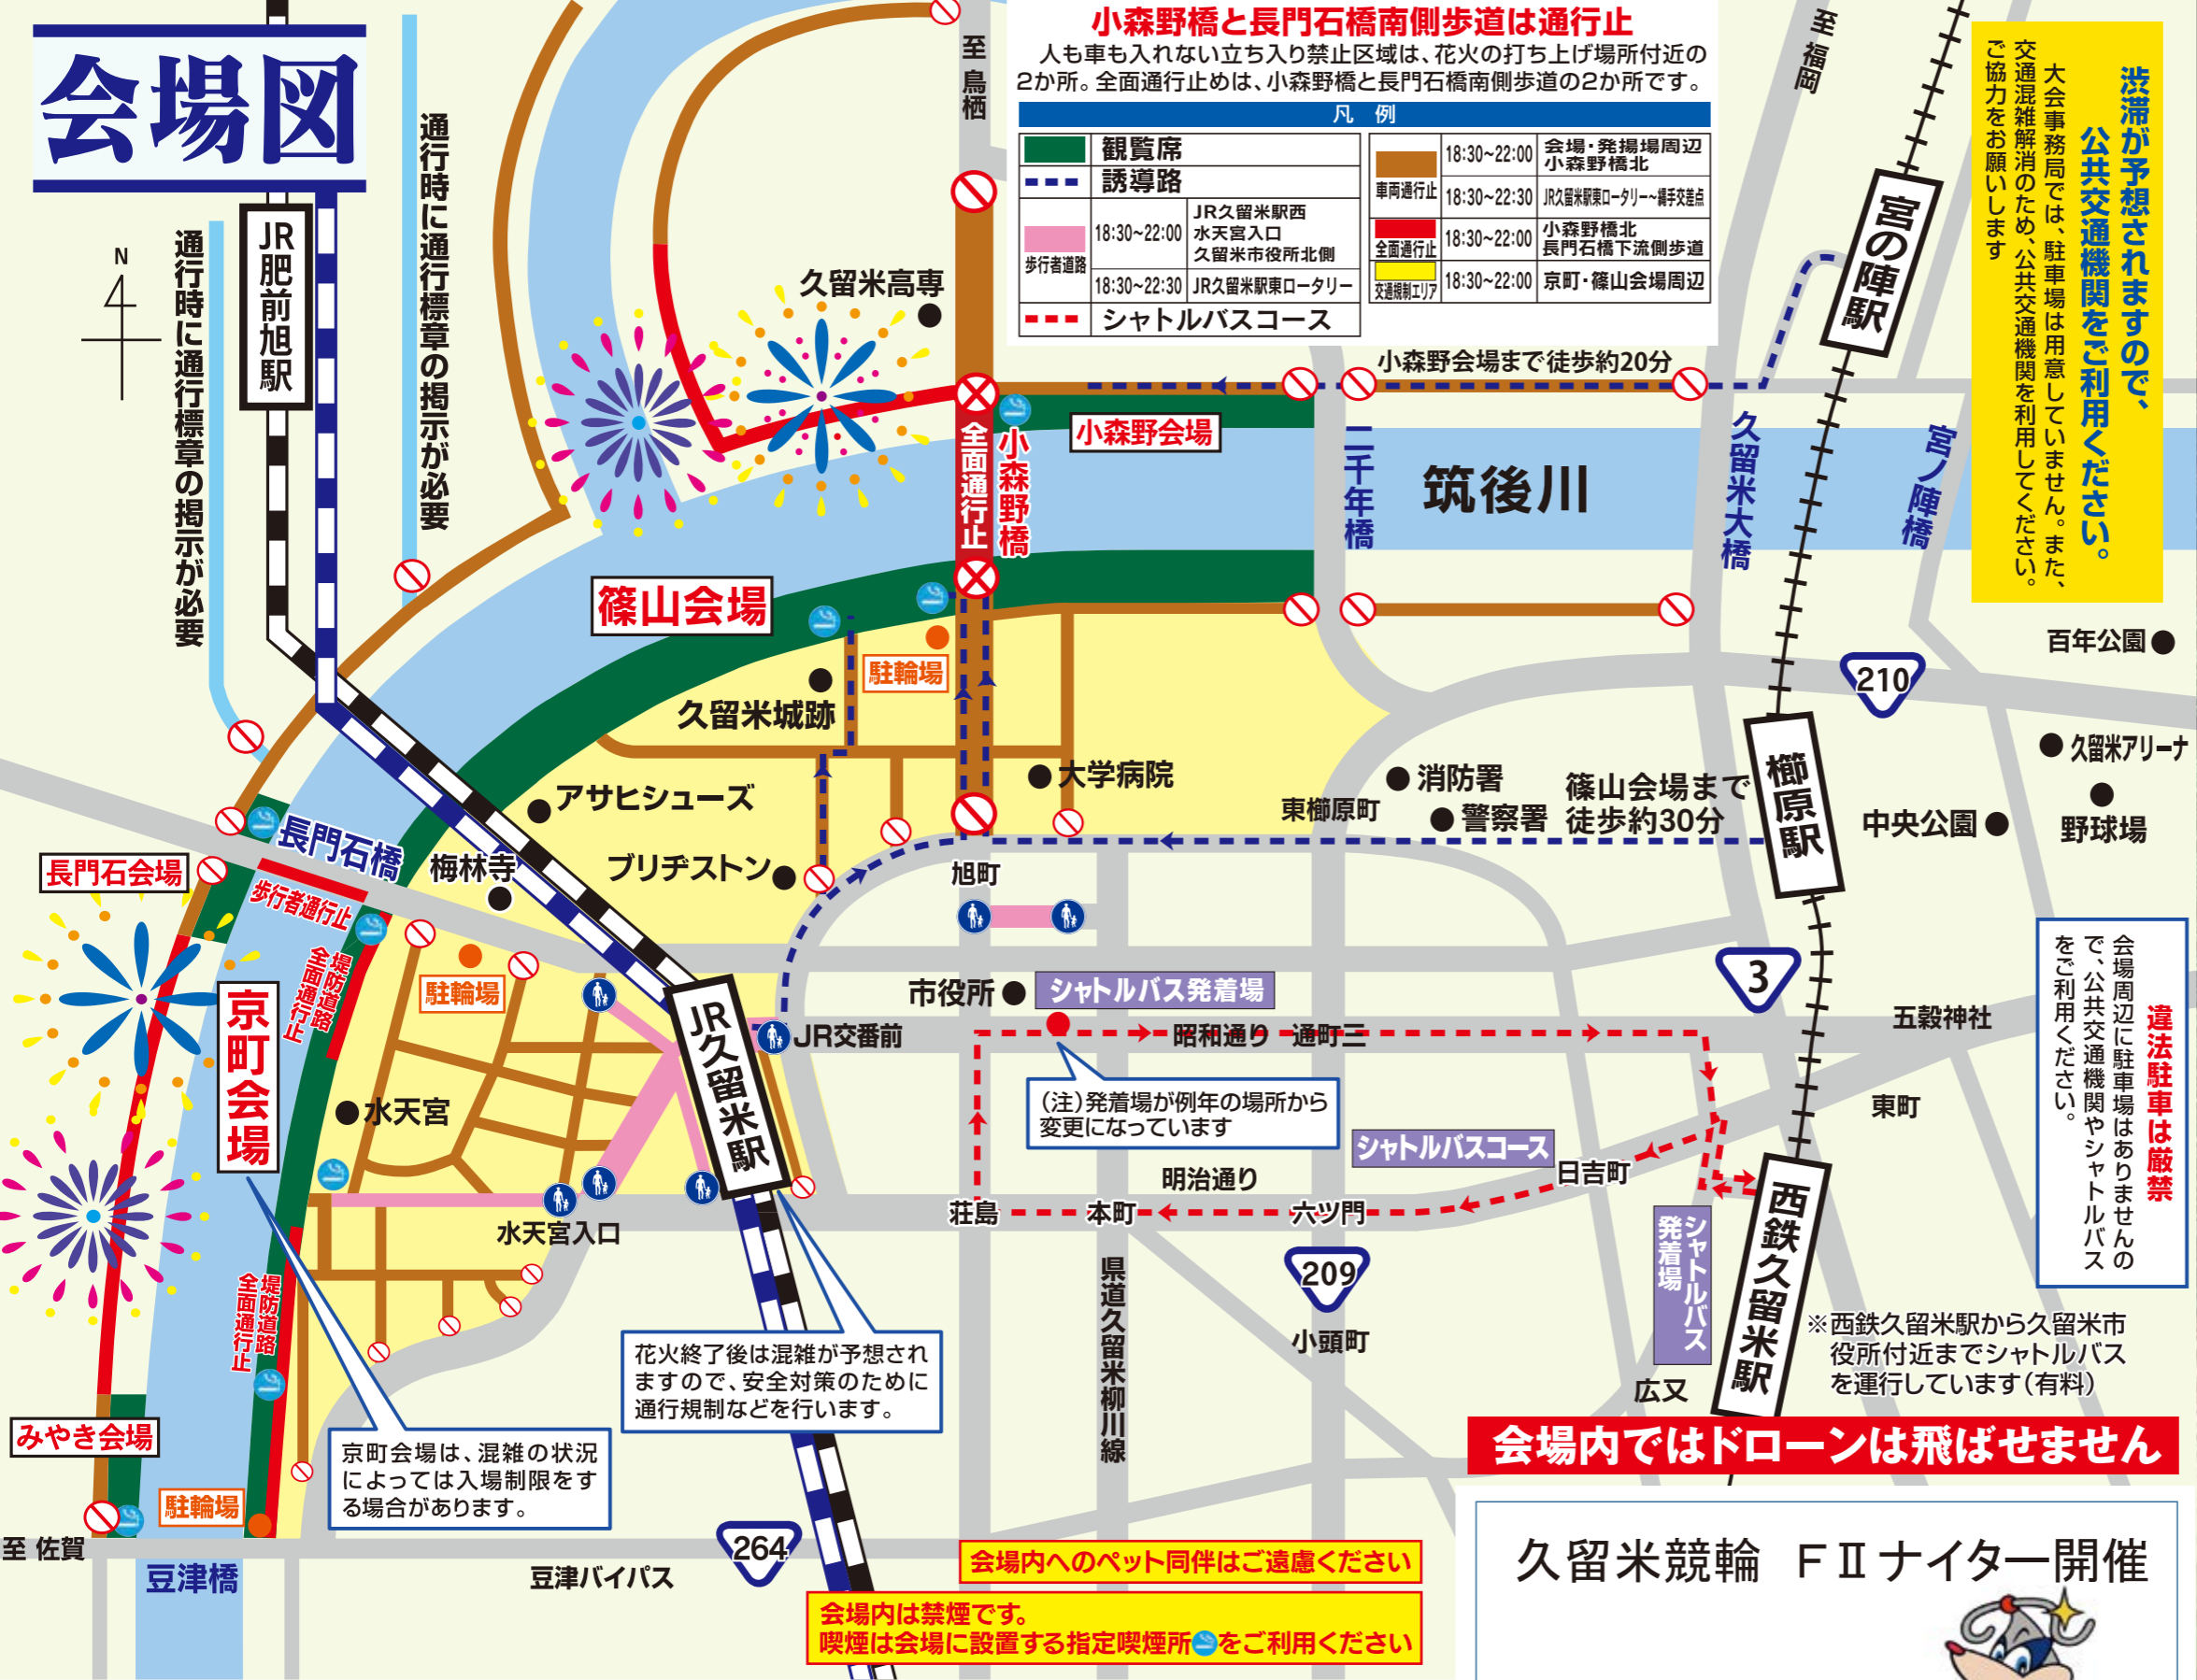 会場図
小森野橋と長門石橋南側歩道は通行止
人も車も入れない立ち入り禁止区域は、花火の打ち上げ場所付近の
2か所。全面通行止めは、小森野橋と長門石橋南側歩道の2か所です。
凡 例
観覧席
誘導路
歩行者道路
18:30~22:00
JR久留米駅西
水天宮入口
久留米市役所北側
18:30~22:30 JR久留米駅東ロータリー
シャトルバスコース
車両通行止
18:30~22:00
会場・発揚場周辺
小森野橋北
18:30~22:30 JR久留米駅東ロータリー~縄手交差点
全面通行止
18:30~22:00
小森野橋北
長門石橋下流側歩道
交通規制エリア
18:30~22:00 京町・篠山会場周辺
渋滞が予想されますので、
公共交通機関をご利用ください。
大会事務局では、駐車場は用意していません。また、
交通混雑解消のため、公共交通機関を利用してください。
ご協力をお願いします
至 鳥栖
至 福岡
宮の陣駅
JR肥前旭駅
N
通行時に通行標章の掲示が必要
通行時に通行標章の掲示が必要
久留米高専
小森野会場まで徒歩約20分
小森野会場
全面通行止
小森野橋
二千年橋
筑後川
久留米大橋
宮ノ陣橋
篠山会場
駐輪場
久留米城跡
百年公園
210
久留米アリーナ
野球場
中央公園
櫛原駅
大学病院
消防署
警察署
東櫛原町
篠山会場まで
徒歩約30分
アサヒシューズ
ブリヂストン
梅林寺
長門石橋
長門石会場
歩行者通行止
旭町
堤防道路
全面通行止
駐輪場
京町会場
水天宮
JR久留米駅
JR交番前
市役所
シャトルバス発着場
昭和通り
通町三
3
五穀神社
東町
違法駐車は厳禁
会場周辺に駐車場はありませんの
で、公共交通機関やシャトルバス
をご利用ください。
(注)発着場が例年の場所から
変更になっています
シャトルバスコース
日吉町
明治通り
荘島
本町
六ツ門
水天宮入口
西鉄久留米駅
シャトルバス
発着場
209
小頭町
県道久留米柳川線
広又
※西鉄久留米駅から久留米市
役所付近までシャトルバス
を運行しています(有料)
堤防道路
全面通行止
花火終了後は混雑が予想され
ますので、安全対策のために
通行規制などを行います。
京町会場は、混雑の状況
によっては入場制限をす
る場合があります。
みやき会場
駐輪場
至 佐賀
豆津橋
豆津バイパス
264
会場内ではドローンは飛ばせません
会場内へのペット同伴はご遠慮ください
会場内は禁煙です。
喫煙は会場に設置する指定喫煙所をご利用ください
久留米競輪 FⅡナイター開催